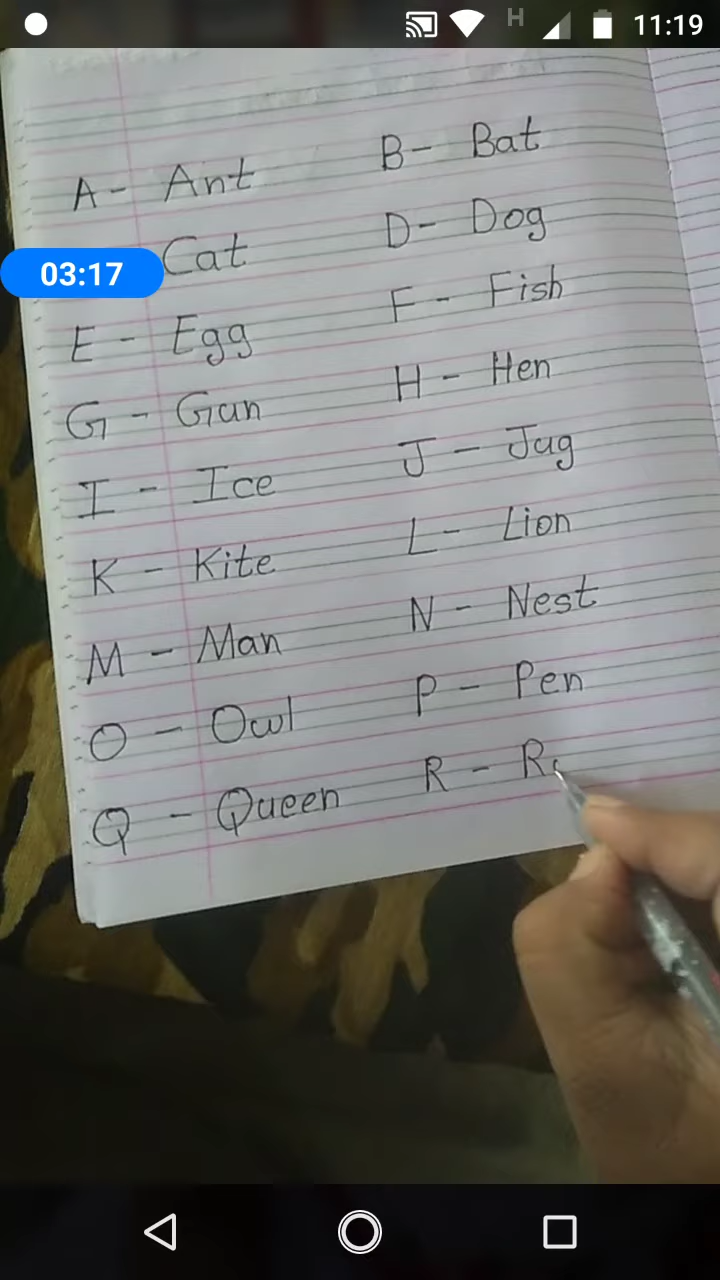 H 11:19
A - Ant B - Bat
03:17 Cat D - Dog
E - Egg F - Fish
G - Gun H - Hen
I - Ice J - Jug
K - Kite L - Lion
M - Man N - Nest
O - Owl P - Pen
Q - Queen R - R